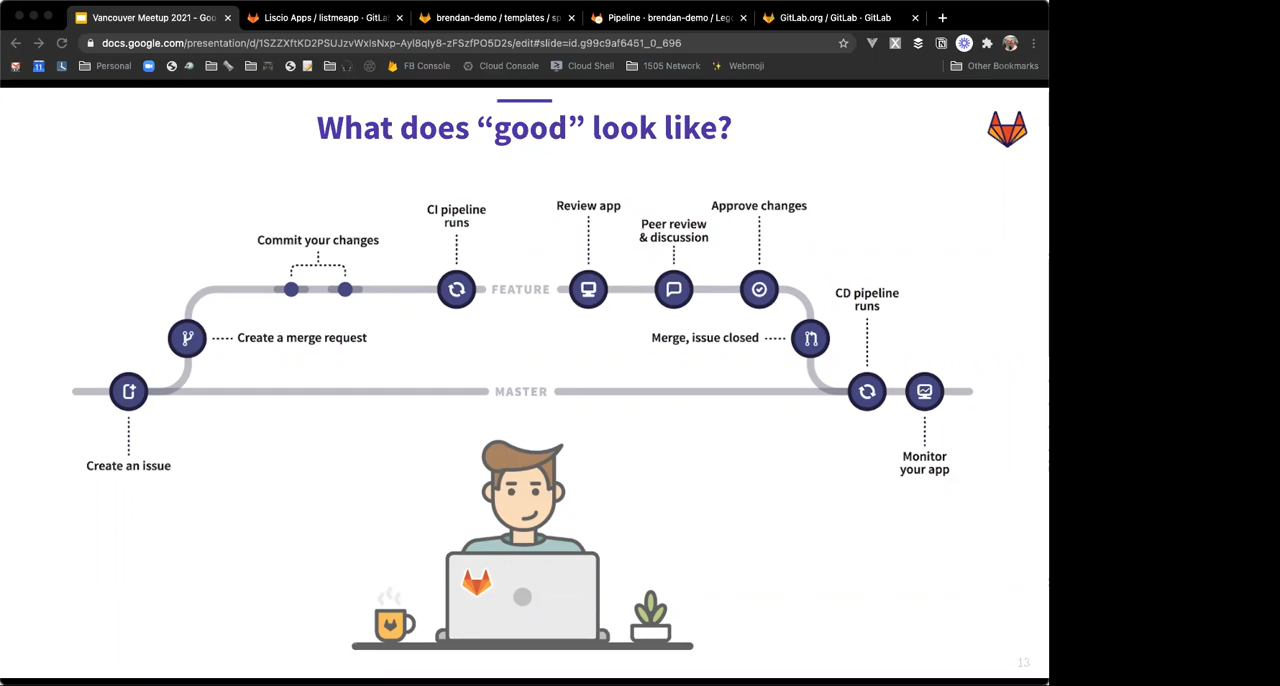 Vancouver Meetup 2021 - Goo
Liscio Apps / listmeapp · GitLa
brendan-demo / templates / sp
Pipeline · brendan-demo / Lege
GitLab.org / GitLab · GitLab
docs.google.com/presentation/d/1SZZXftKD2PSUJzvWxIsNxp-AyI8qIy8-zFSzfPO5D2s/edit#slide=id.g99c9af6451_0_696
Personal
FB Console
Cloud Console
Cloud Shell
1505 Network
Webmoji
Other Bookmarks
What does “good” look like?
Commit your changes
CI pipeline
runs
Review app
Peer review
& discussion
Approve changes
FEATURE
CD pipeline
runs
Create a merge request
Merge, issue closed
MASTER
Create an issue
Monitor
your app
13